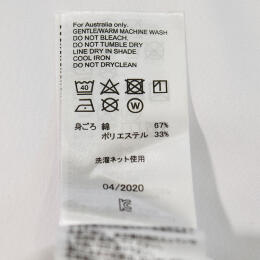 For Australia only.
GENTLE/WARM MACHINE WASH
DO NOT BLEACH.
DO NOT TUMBLE DRY
LINE DRY IN SHADE.
COOL IRON
DO NOT DRYCLEAN
40
W
身ごろ 綿 67%
ポリエステル 33%
洗濯ネット使用
04/2020